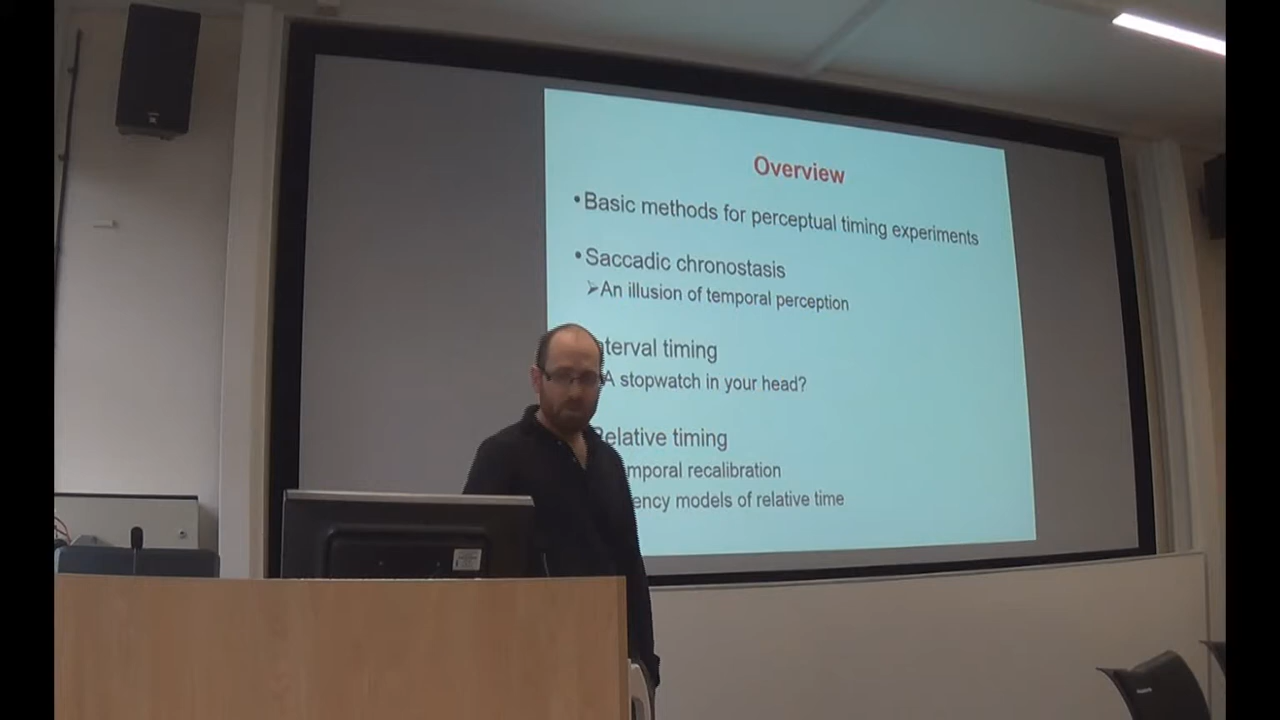 Overview
•Basic methods for perceptual timing experiments
•Saccadic chronostasis
➢An illusion of temporal perception
terval timing
A stopwatch in your head?
Relative timing
mporal recalibration
ency models of relative time